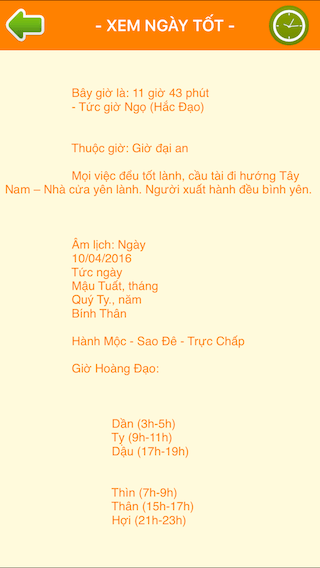 - XEM NGÀY TỐT -
Bây giờ là: 11 giờ 43 phút
- Tức giờ Ngọ (Hắc Đạo)
Thuộc giờ: Giờ đại an
Mọi việc đếu tốt lành, cầu tài đi hướng Tây
Nam – Nhà cửa yên lành. Người xuất hành đều bình yên.
Âm lịch: Ngày
10/04/2016
Tức ngày
Mậu Tuất, tháng
Quý Tỵ, năm
Bính Thân
Hành Mộc - Sao Đê - Trực Chấp
Giờ Hoàng Đạo:
Dần (3h-5h)
Tỵ (9h-11h)
Dậu (17h-19h)
Thìn (7h-9h)
Thân (15h-17h)
Hợi (21h-23h)